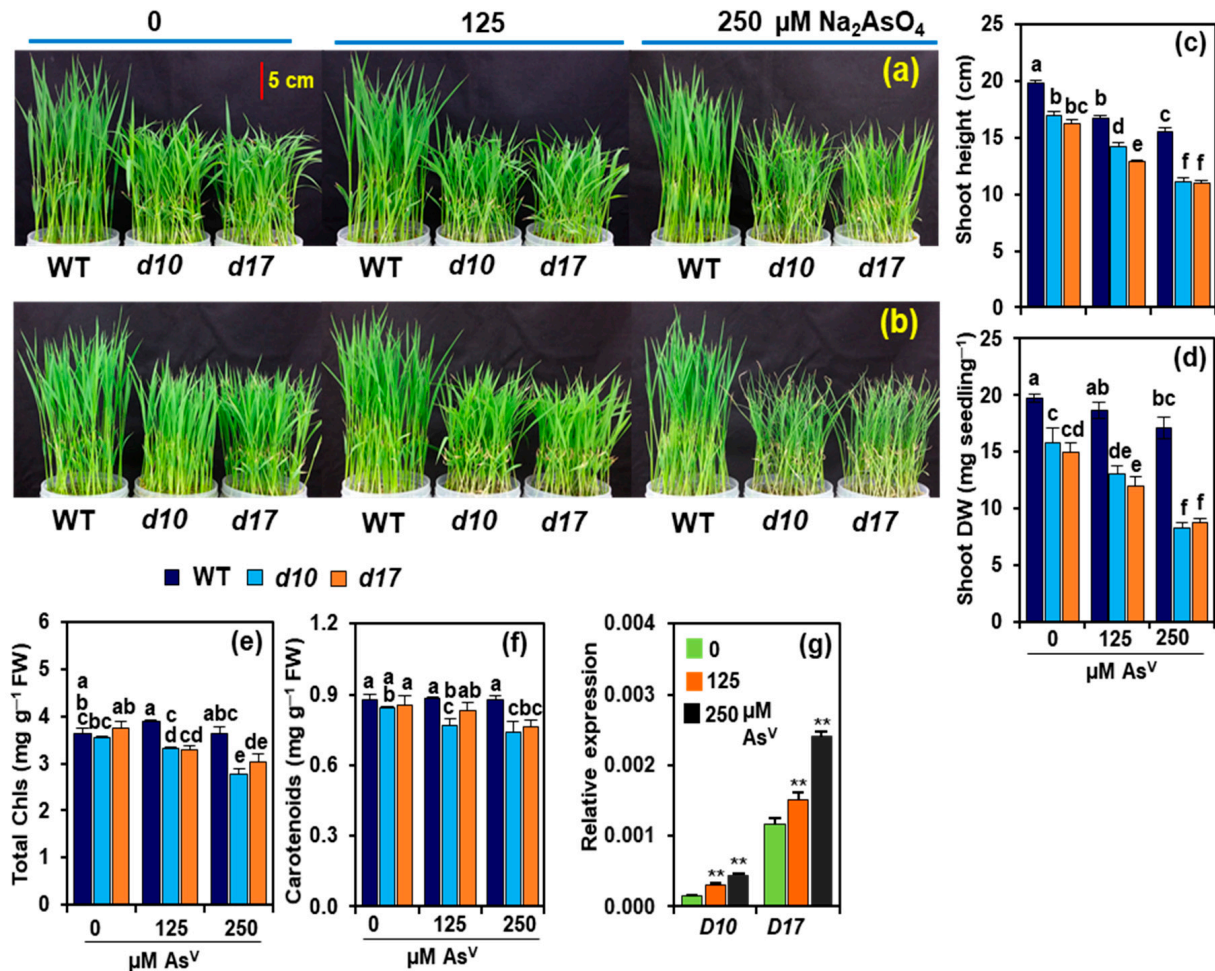 0 125 250 µM Na₂AsO₄
(a)
5 cm
WT d10 d17 WT d10 d17 WT d10 d17
(b)
WT d10 d17 WT d10 d17 WT d10 d17
WT d10 d17
Shoot height (cm)
(c)
25
20
15
10
5
0
a b bc b d e c f f
Shoot DW (mg seedling⁻¹)
(d)
25
20
15
10
5
0
a c cd ab de e bc f f
0 125 250
µM Asⱽ
Total Chls (mg g⁻¹ FW)
(e)
6
5
4
3
2
1
0
a
b
c bc ab a c
d cd abc e de
0 125 250
µM Asⱽ
Carotenoids (mg g⁻¹ FW)
(f)
1.2
0.9
0.6
0.3
0.0
a a
b a a b
c ab a c bc
0 125 250
µM Asⱽ
Relative expression
(g)
0.004
0.003
0.002
0.001
0.000
0
125
250 µM
Asⱽ
** ** ** **
D10 D17